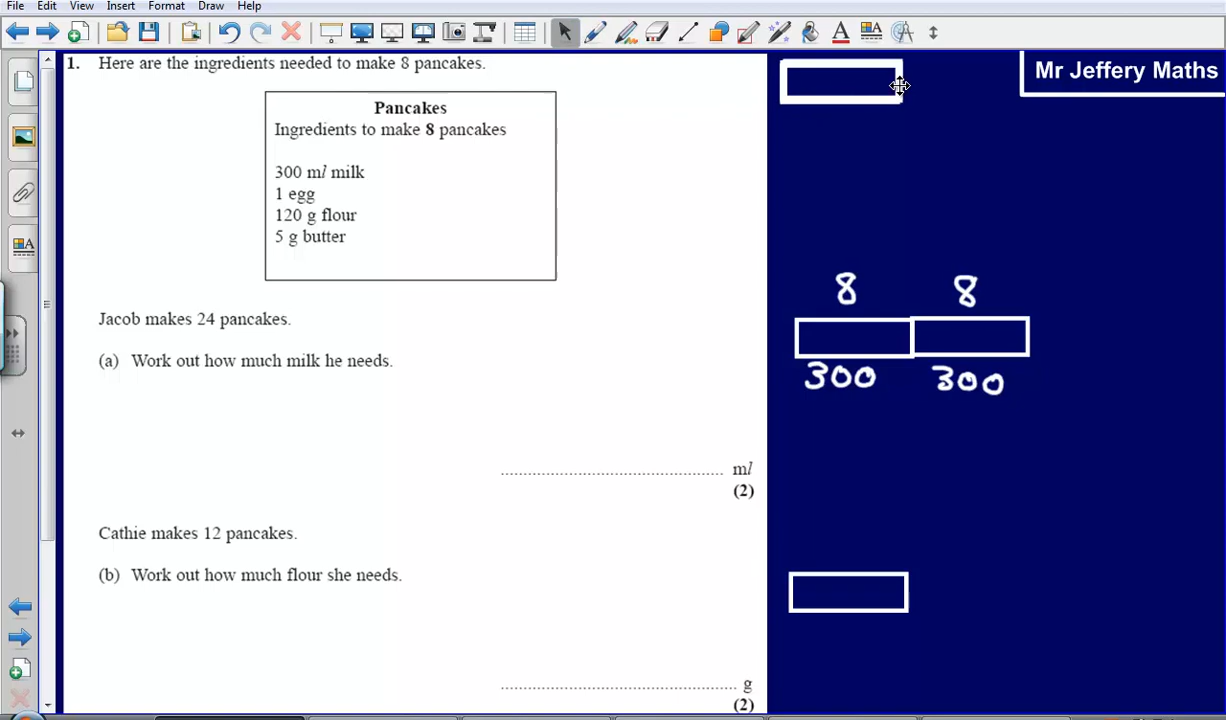 File Edit View Insert Format Draw Help
1. Here are the ingredients needed to make 8 pancakes.
Mr Jeffery Maths
Pancakes
Ingredients to make 8 pancakes
300 ml milk
1 egg
120 g flour
5 g butter
8 8
300 300
Jacob makes 24 pancakes.
(a) Work out how much milk he needs.
ml
(2)
Cathie makes 12 pancakes.
(b) Work out how much flour she needs.
g
(2)